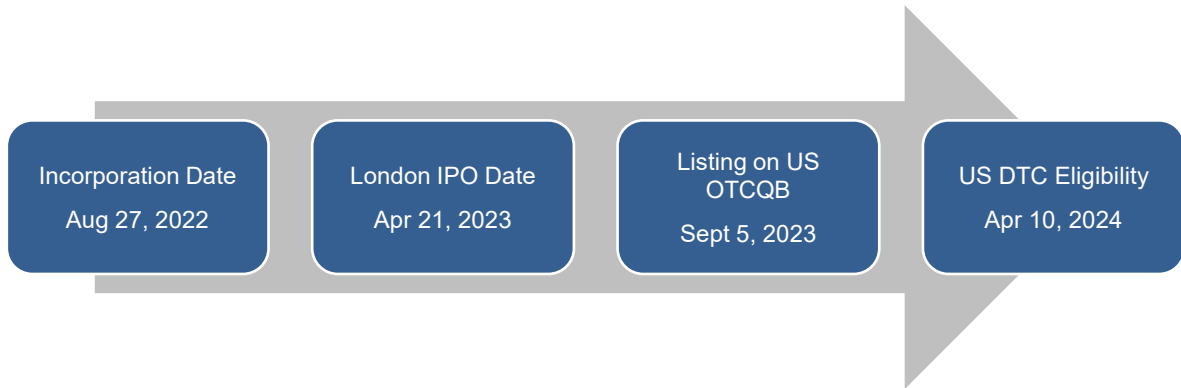 Incorporation Date
Aug 27, 2022
London IPO Date
Apr 21, 2023
Listing on US
OTCQB
Sept 5, 2023
US DTC Eligibility
Apr 10, 2024